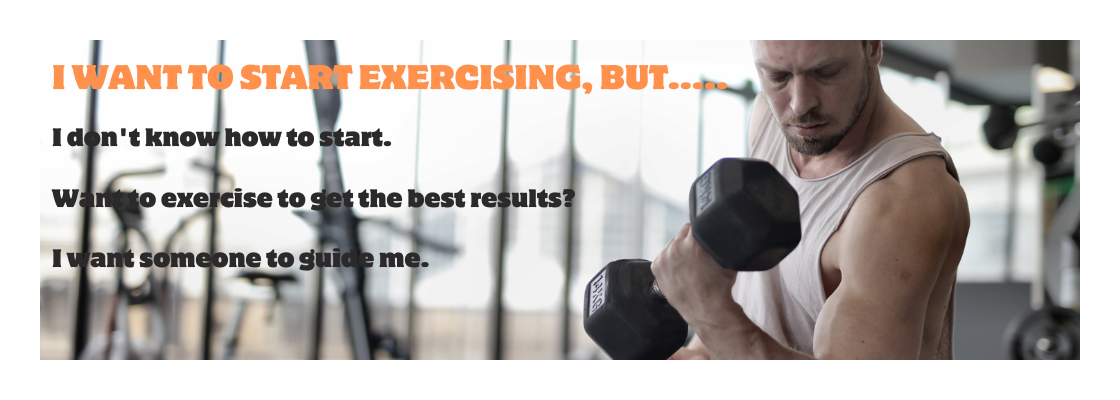 I WANT TO START EXERCISING, BUT.....
I don't know how to start.
Want to exercise to get the best results?
I want someone to guide me.
14KG